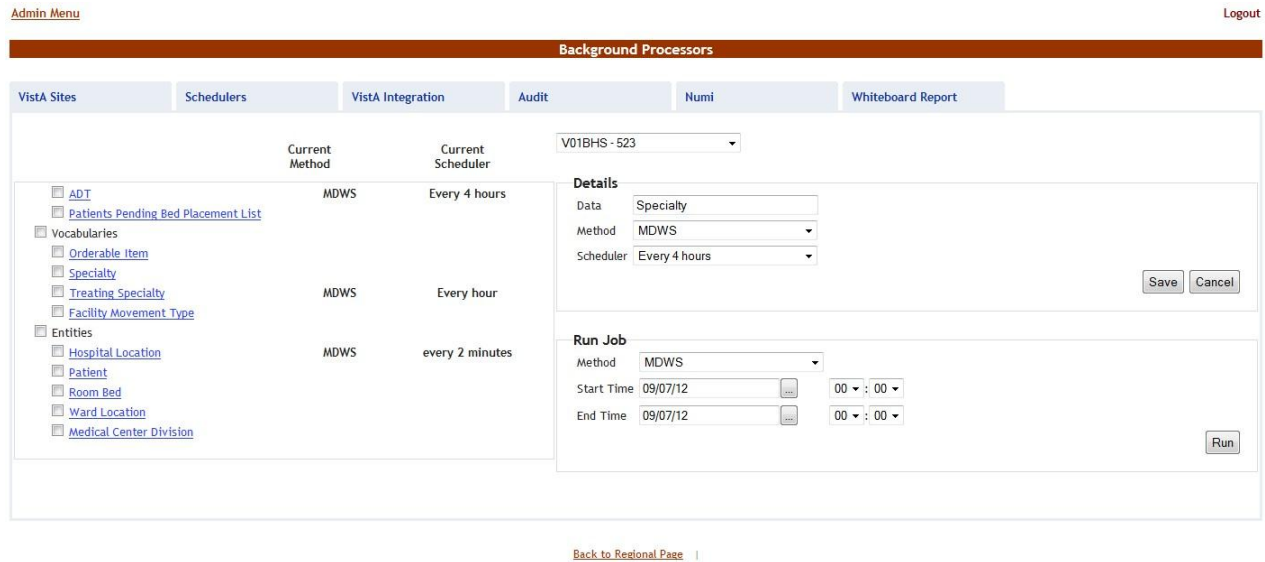 Admin Menu
Logout
Background Processors
VistA Sites
Schedulers
VistA Integration
Audit
Numi
Whiteboard Report
Current Method
Current Scheduler
ADT MDWS Every 4 hours
Patients Pending Bed Placement List
Vocabularies
Orderable Item
Specialty
Treating Specialty MDWS Every hour
Facility Movement Type
Entities
Hospital Location MDWS every 2 minutes
Patient
Room Bed
Ward Location
Medical Center Division
V01BHS - 523
Details
Data Specialty
Method MDWS
Scheduler Every 4 hours
Save Cancel
Run Job
Method MDWS
Start Time 09/07/12 ... 00 : 00
End Time 09/07/12 ... 00 : 00
Run
Back to Regional Page |